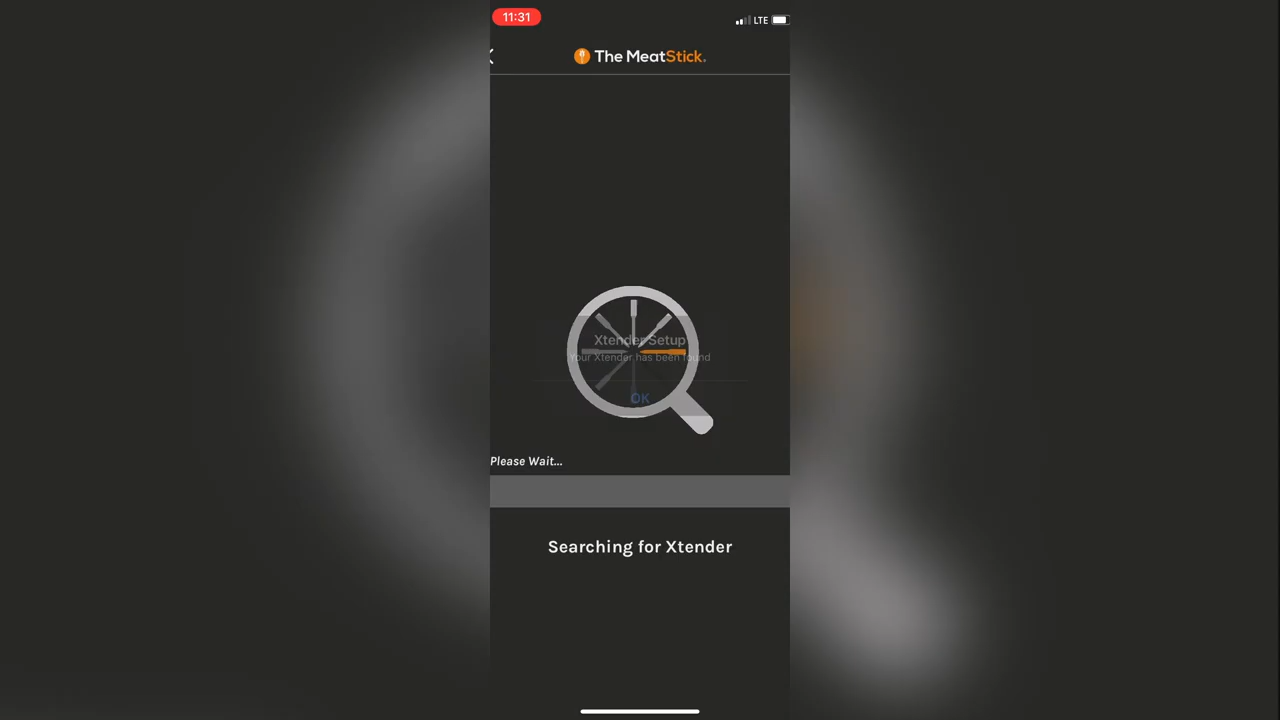 11:31
LTE
The MeatStick.
Xtender Setup
Your Xtender has been found
OK
Please Wait...
Searching for Xtender